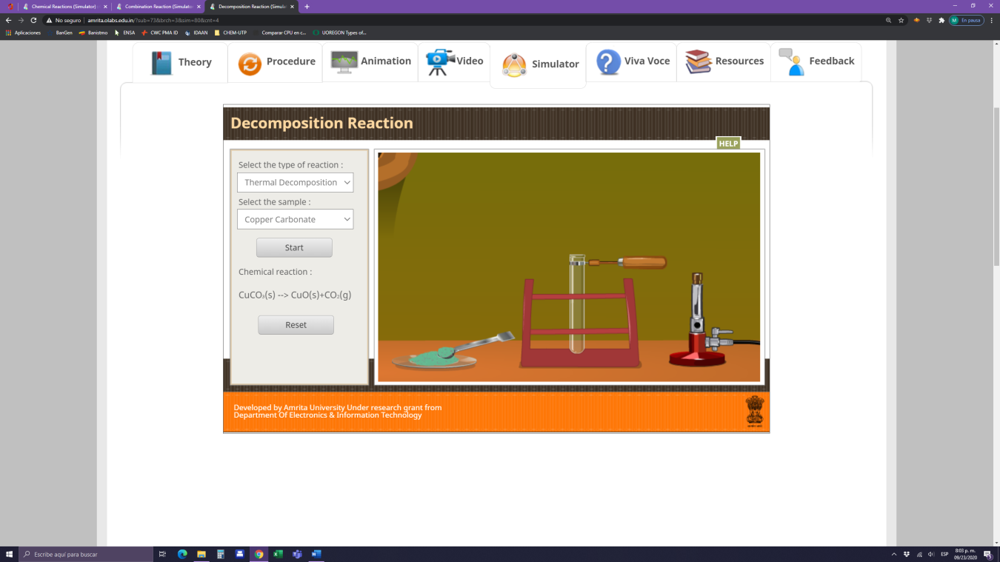 Chemical Reactions (Simulator) :
Combination Reaction (Simulator
Decomposition Reaction (Simula
No seguro | amrita.olabs.edu.in/?sub=73&brch=3&sim=80&cnt=4
M En pausa
Aplicaciones BanGen Banistmo ENSA CWC PMA ID IDAAN CHEM-UTP Comparar CPU en c... UOREGON Types of...
Theory Procedure Animation Video Simulator Viva Voce Resources Feedback
Decomposition Reaction
HELP
Select the type of reaction :
Thermal Decomposition
Select the sample :
Copper Carbonate
Start
Chemical reaction :
CuCO₃(s) --> CuO(s)+CO₂(g)
Reset
Developed by Amrita University Under research grant from
Department Of Electronics & Information Technology
Escribe aquí para buscar
ESP
8:03 p. m.
09/23/2020